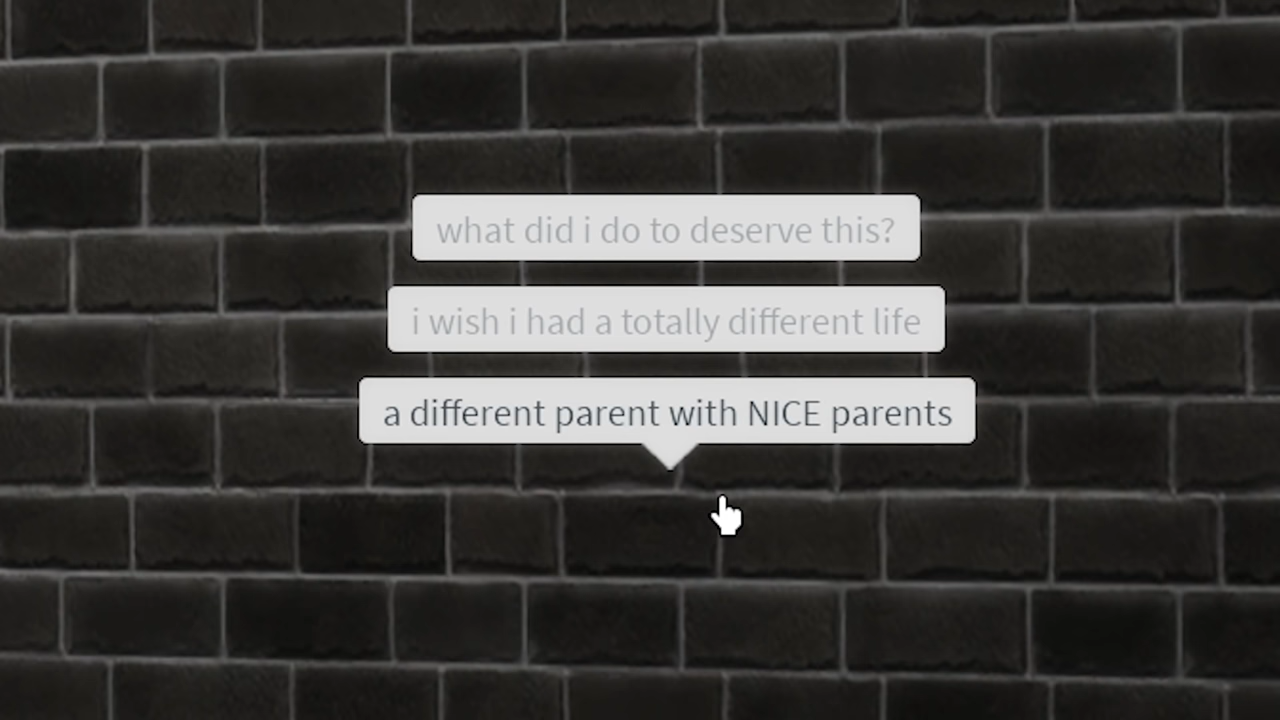 what did i do to deserve this?
i wish i had a totally different life
a different parent with NICE parents